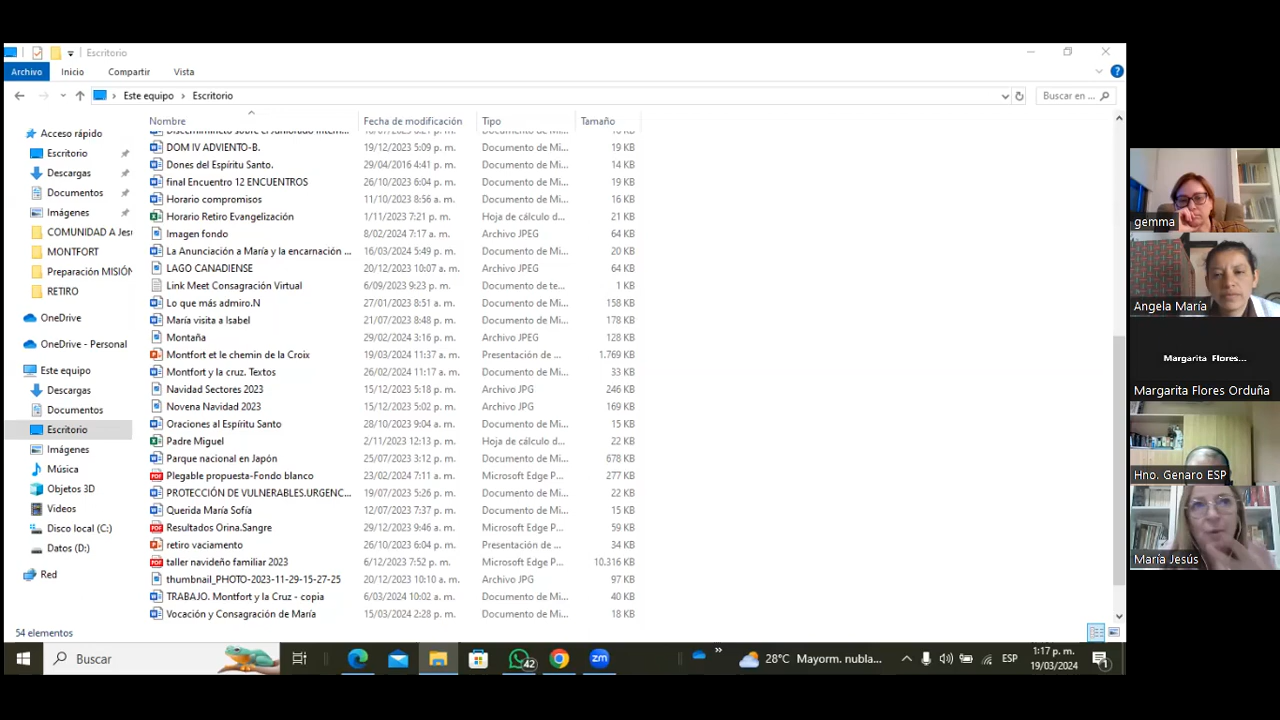 Escritorio
Archivo Inicio Compartir Vista
Este equipo > Escritorio Buscar en ...
Nombre Fecha de modificación Tipo Tamaño
Acceso rápido
Escritorio
Descargas
Documentos
Imágenes
COMUNIDAD A Jesu
MONTFORT
Preparación MISIÓN
RETIRO
OneDrive
OneDrive - Personal
Este equipo
Descargas
Documentos
Escritorio
Imágenes
Música
Objetos 3D
Videos
Disco local (C:)
Datos (D:)
Red
DOM IV ADVIENTO-B. 19/12/2023 5:09 p. m. Documento de Mi... 19 KB
Dones del Espíritu Santo. 29/04/2016 4:41 p. m. Documento de Mi... 14 KB
final Encuentro 12 ENCUENTROS 26/10/2023 6:04 p. m. Documento de Mi... 19 KB
Horario compromisos 11/10/2023 8:56 a. m. Documento de Mi... 16 KB
Horario Retiro Evangelización 1/11/2023 7:21 p. m. Hoja de cálculo d... 21 KB
Imagen fondo 8/02/2024 7:17 a. m. Archivo JPEG 64 KB
La Anunciación a María y la encarnación ... 16/03/2024 5:49 p. m. Documento de Mi... 20 KB
LAGO CANADIENSE 20/12/2023 10:07 a. m. Archivo JPEG 64 KB
Link Meet Consagración Virtual 6/09/2023 9:23 p. m. Documento de te... 1 KB
Lo que más admiro.N 27/01/2023 8:51 a. m. Documento de Mi... 158 KB
María visita a Isabel 21/07/2023 8:48 p. m. Documento de Mi... 178 KB
Montaña 29/02/2024 3:16 p. m. Archivo JPEG 128 KB
Montfort et le chemin de la Croix 19/03/2024 11:37 a. m. Presentación de ... 1.769 KB
Montfort y la cruz. Textos 26/02/2024 11:17 a. m. Documento de Mi... 33 KB
Navidad Sectores 2023 15/12/2023 5:18 p. m. Archivo JPG 246 KB
Novena Navidad 2023 15/12/2023 5:02 p. m. Archivo JPG 169 KB
Oraciones al Espíritu Santo 28/10/2023 9:04 a. m. Documento de Mi... 15 KB
Padre Miguel 2/11/2023 12:13 p. m. Hoja de cálculo d... 22 KB
Parque nacional en Japón 25/07/2023 3:12 p. m. Documento de Mi... 678 KB
Plegable propuesta-Fondo blanco 23/02/2024 7:11 a. m. Microsoft Edge P... 277 KB
PROTECCIÓN DE VULNERABLES.URGENC... 19/07/2023 5:26 p. m. Documento de Mi... 22 KB
Querida María Sofía 12/07/2023 7:37 p. m. Documento de Mi... 15 KB
Resultados Orina.Sangre 29/12/2023 9:46 a. m. Microsoft Edge P... 59 KB
retiro vaciamento 26/10/2023 6:04 p. m. Presentación de ... 34 KB
taller navideño familiar 2023 6/12/2023 7:52 p. m. Microsoft Edge P... 10.316 KB
thumbnail_PHOTO-2023-11-29-15-27-25 20/12/2023 10:10 a. m. Archivo JPG 97 KB
TRABAJO. Montfort y la Cruz - copia 6/03/2024 10:02 a. m. Documento de Mi... 40 KB
Vocación y Consagración de María 15/03/2024 2:28 p. m. Documento de Mi... 18 KB
54 elementos
gemma
Angela María
Margarita Flores...
Margarita Flores Orduña
Hno. Genaro ESP
María Jesús
Buscar 42 zm 28°C Mayorm. nubla... ESP 1:17 p. m.
19/03/2024 1